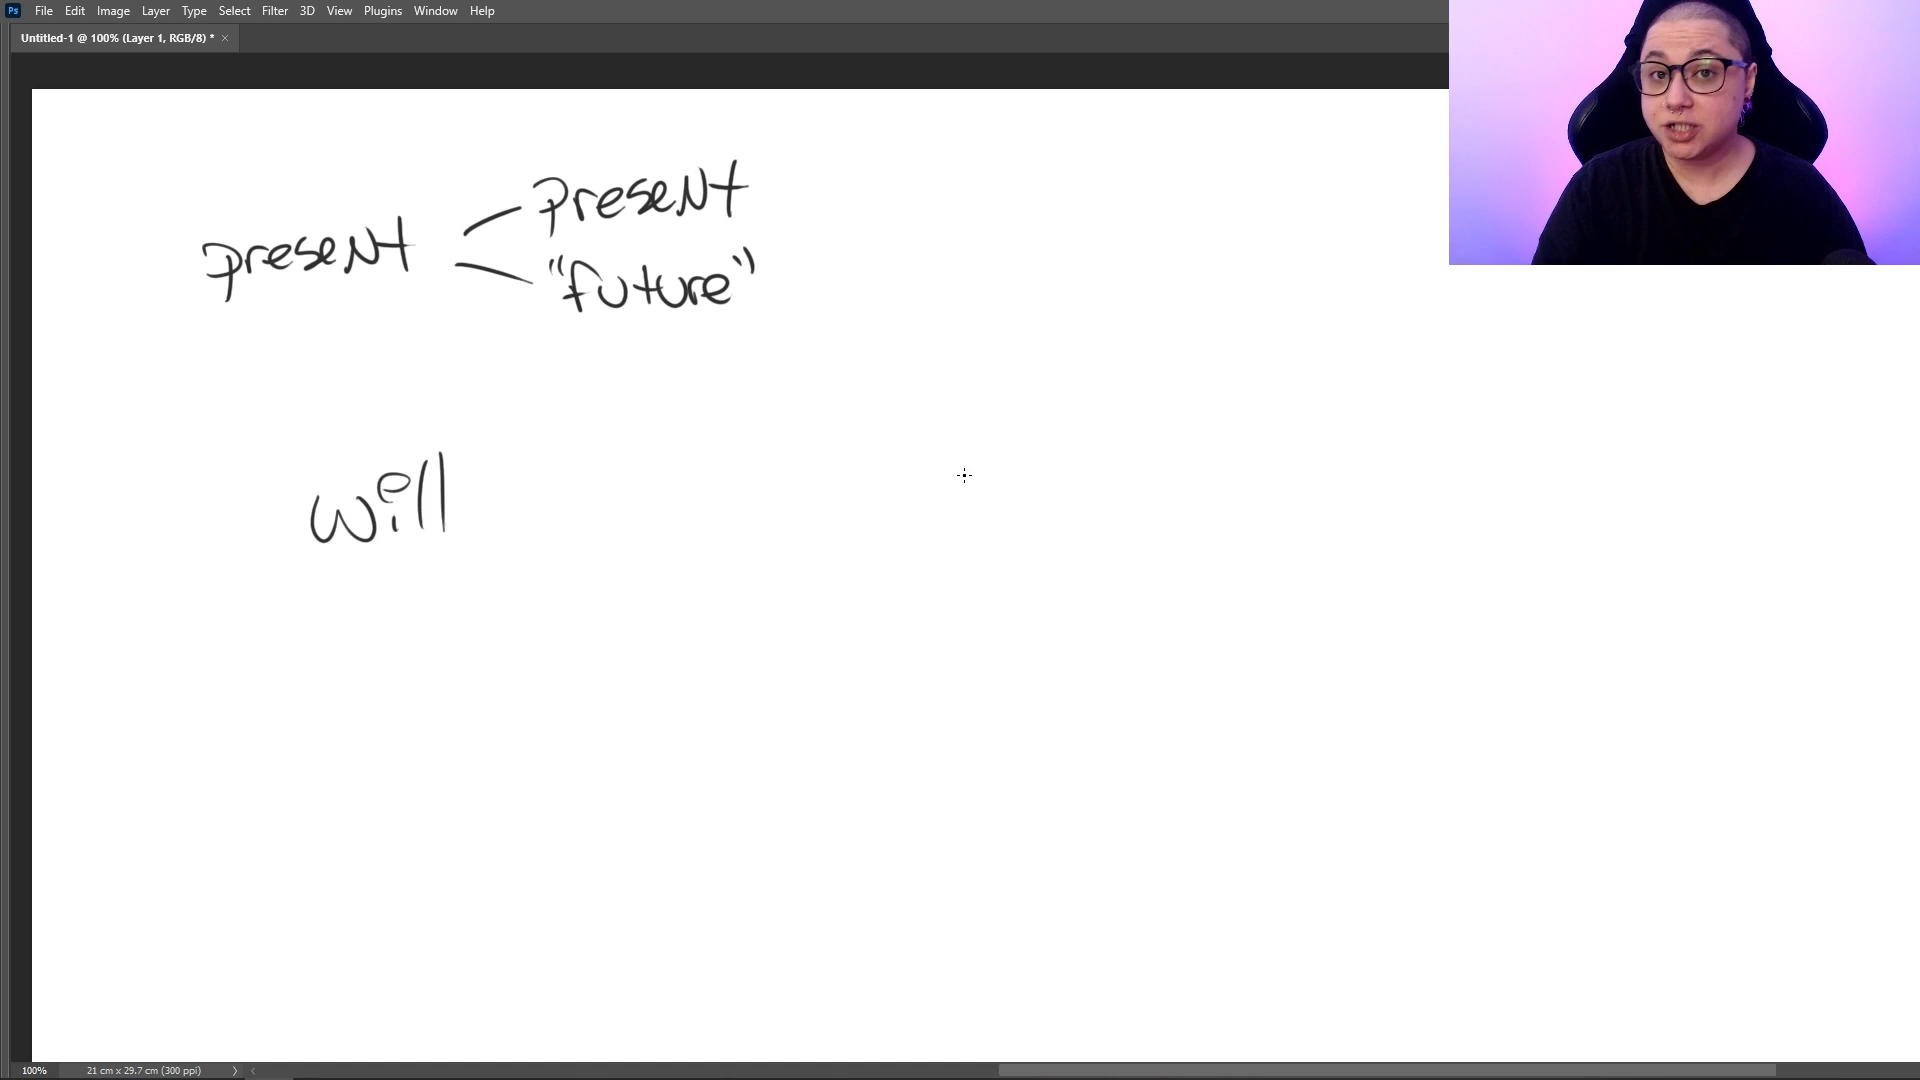 Ps File Edit Image Layer Type Select Filter 3D View Plugins Window Help
Untitled-1 @ 100% (Layer 1, RGB/8) * ×
present
present
"future"
will
100% 21 cm x 29.7 cm (300 ppi)